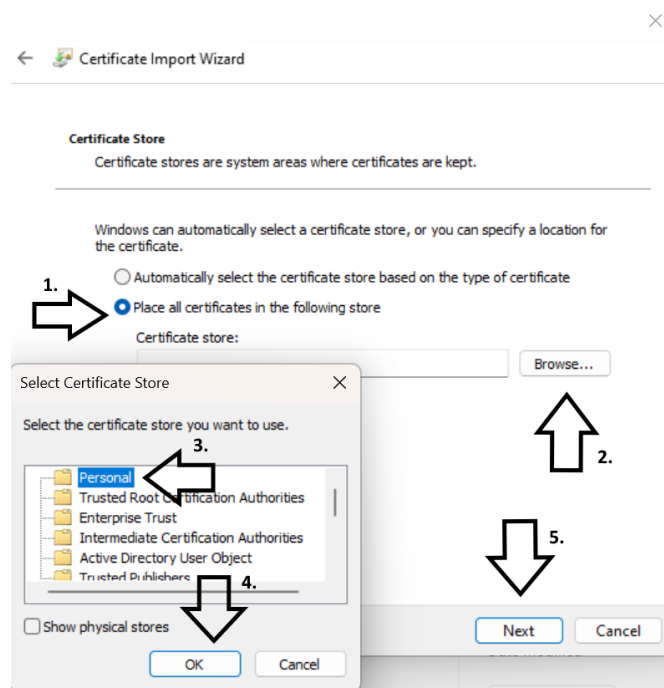 Certificate Import Wizard
Certificate Store
Certificate stores are system areas where certificates are kept.
Windows can automatically select a certificate store, or you can specify a location for
the certificate.
Automatically select the certificate store based on the type of certificate
1.
Place all certificates in the following store
Certificate store:
Browse...
2.
Select Certificate Store
Select the certificate store you want to use.
3.
Personal
Trusted Root Certification Authorities
Enterprise Trust
Intermediate Certification Authorities
Active Directory User Object
Trusted Publishers
4.
Show physical stores
OK Cancel
5.
Next Cancel